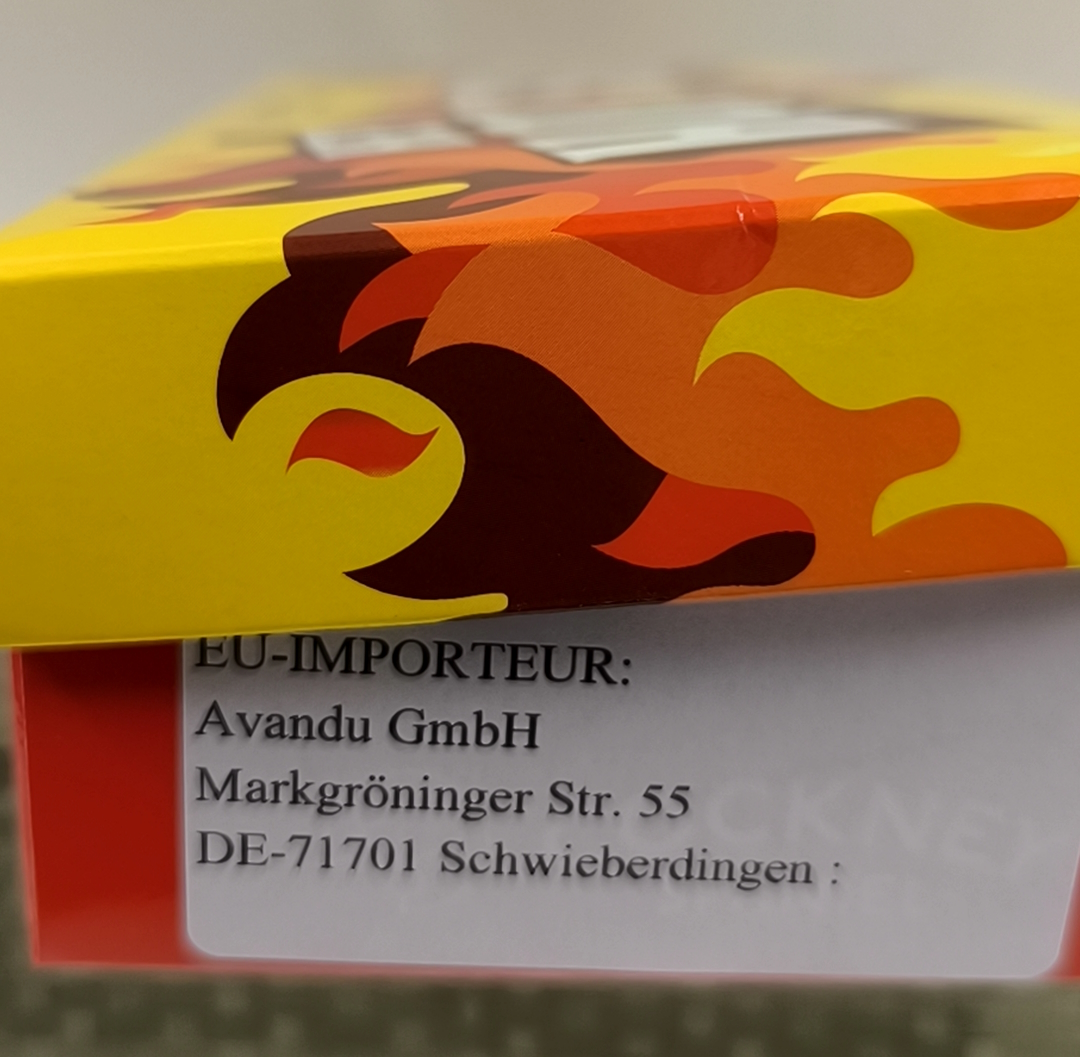 EU-IMPORTEUR:
Avandu GmbH
Markgröninger Str. 55
DE-71701 Schwieberdingen :